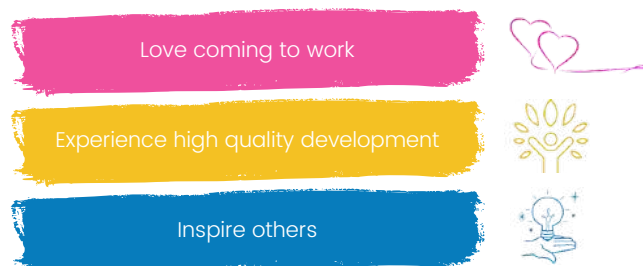 Love coming to work
Experience high quality development
Inspire others